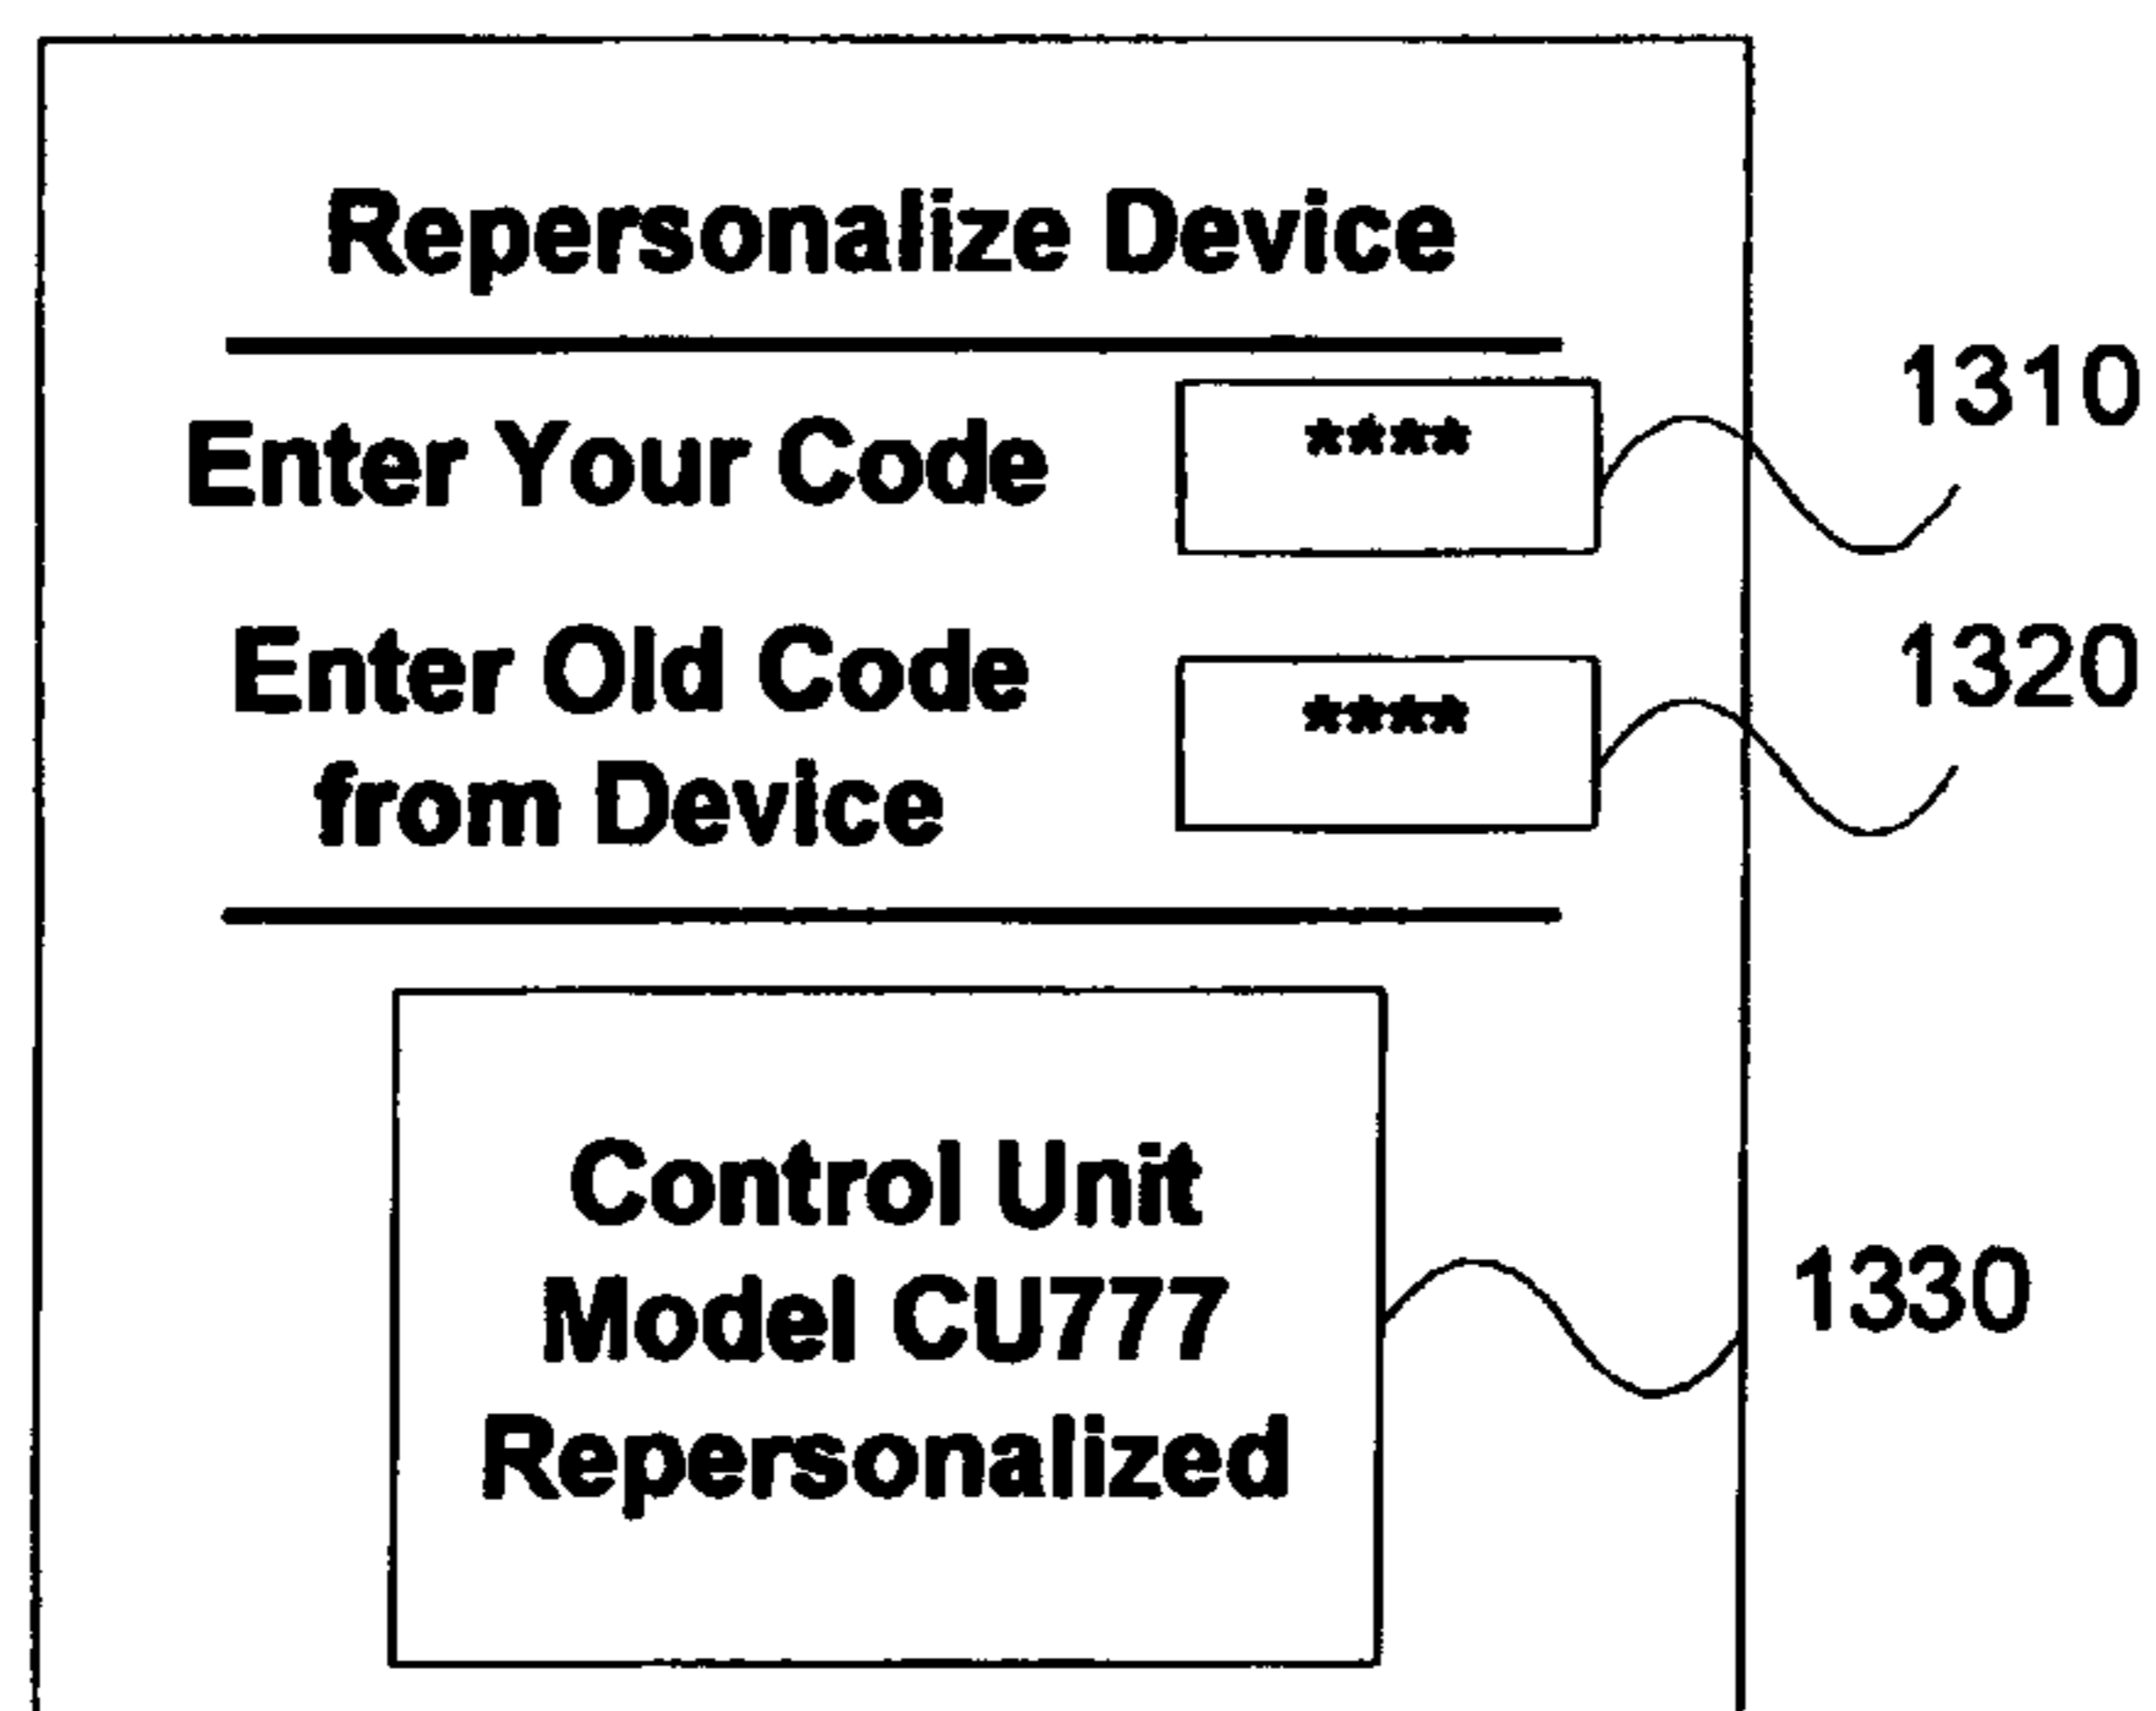 Repersonalize Device
1310
Enter Your Code ****
1320
Enter Old Code ****
from Device
Control Unit
Model CU777
1330
Repersonalized